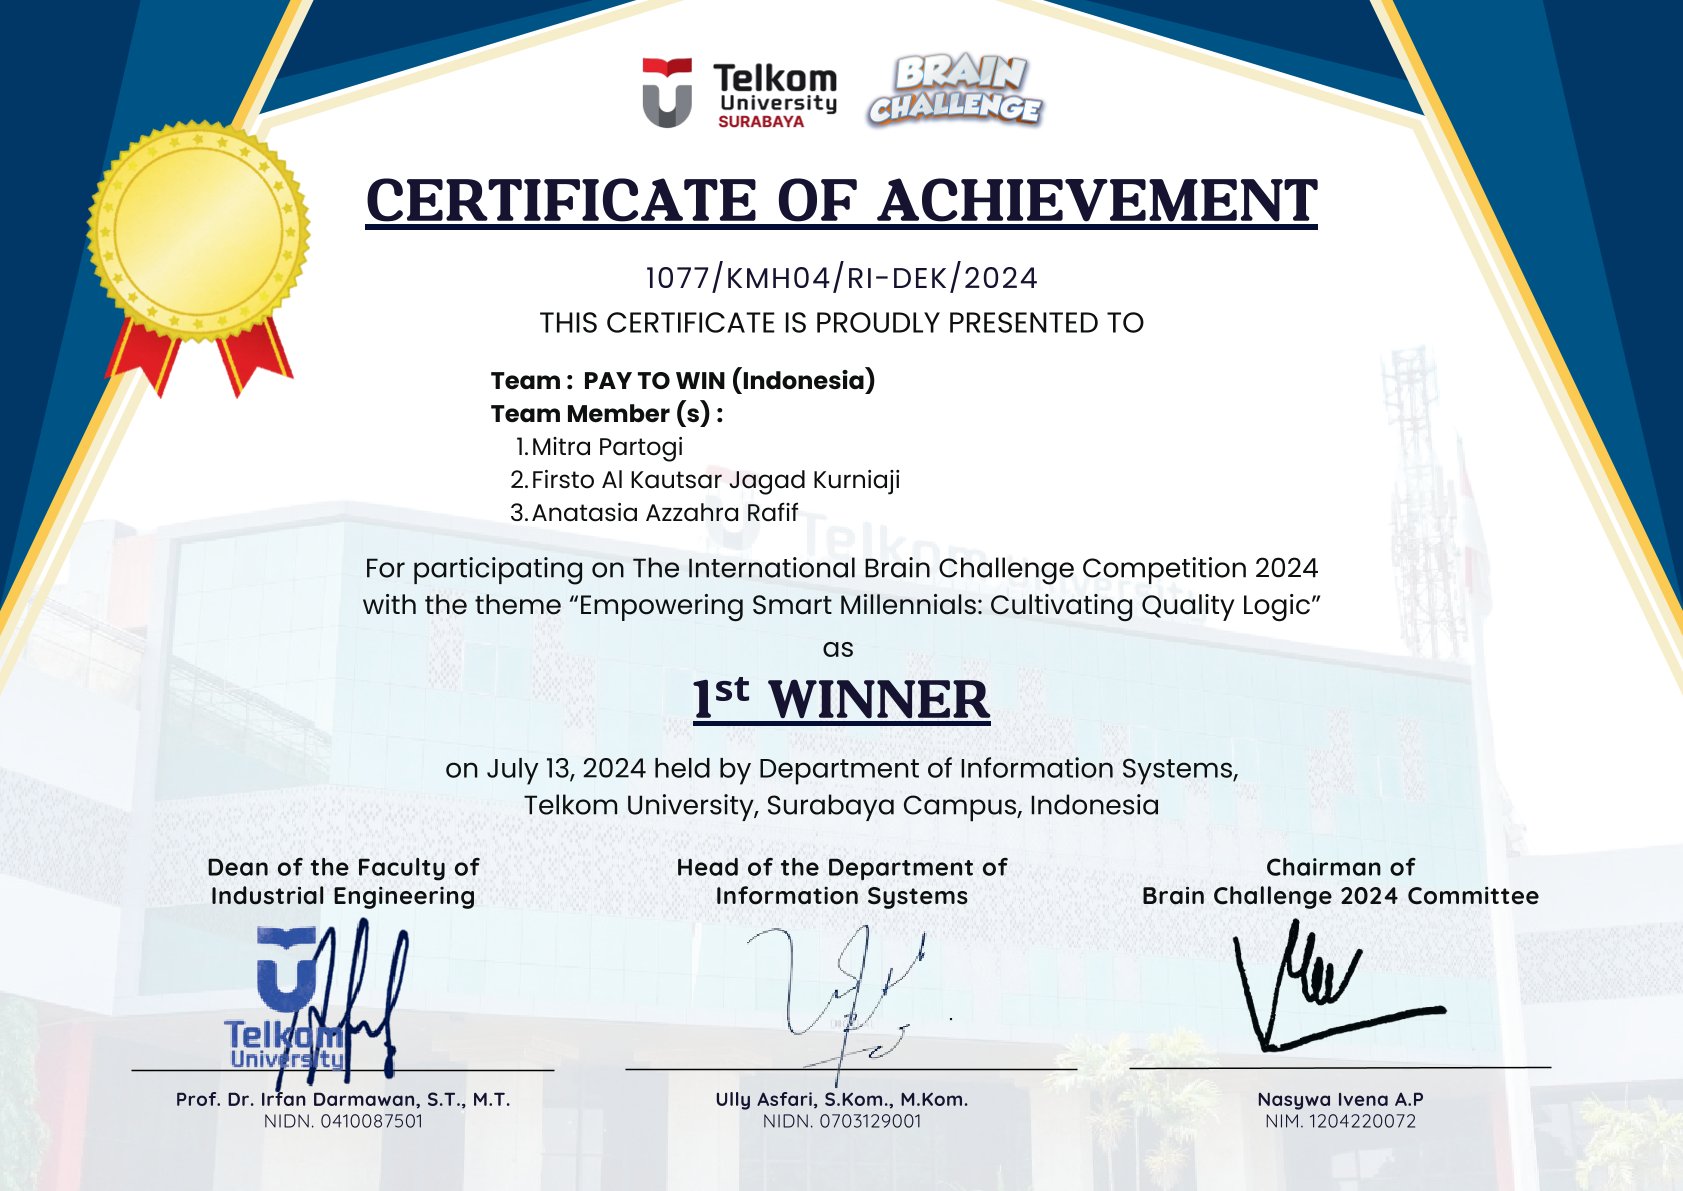 Telkom
University
SURABAYA
BRAIN
CHALLENGE
CERTIFICATE OF ACHIEVEMENT
1077/KMH04/RI-DEK/2024
THIS CERTIFICATE IS PROUDLY PRESENTED TO
Team : PAY TO WIN (Indonesia)
Team Member (s) :
1. Mitra Partogi
2. Firsto Al Kautsar Jagad Kurniaji
3. Anatasia Azzahra Rafif
Telkom University
For participating on The International Brain Challenge Competition 2024
with the theme “Empowering Smart Millennials: Cultivating Quality Logic”
as
1st WINNER
on July 13, 2024 held by Department of Information Systems,
Telkom University, Surabaya Campus, Indonesia
Dean of the Faculty of
Industrial Engineering
Telkom
University
Prof. Dr. Irfan Darmawan, S.T., M.T.
NIDN. 0410087501
Head of the Department of
Information Systems
Ully Asfari, S.Kom., M.Kom.
NIDN. 0703129001
Chairman of
Brain Challenge 2024 Committee
Nasywa Ivena A.P
NIM. 1204220072